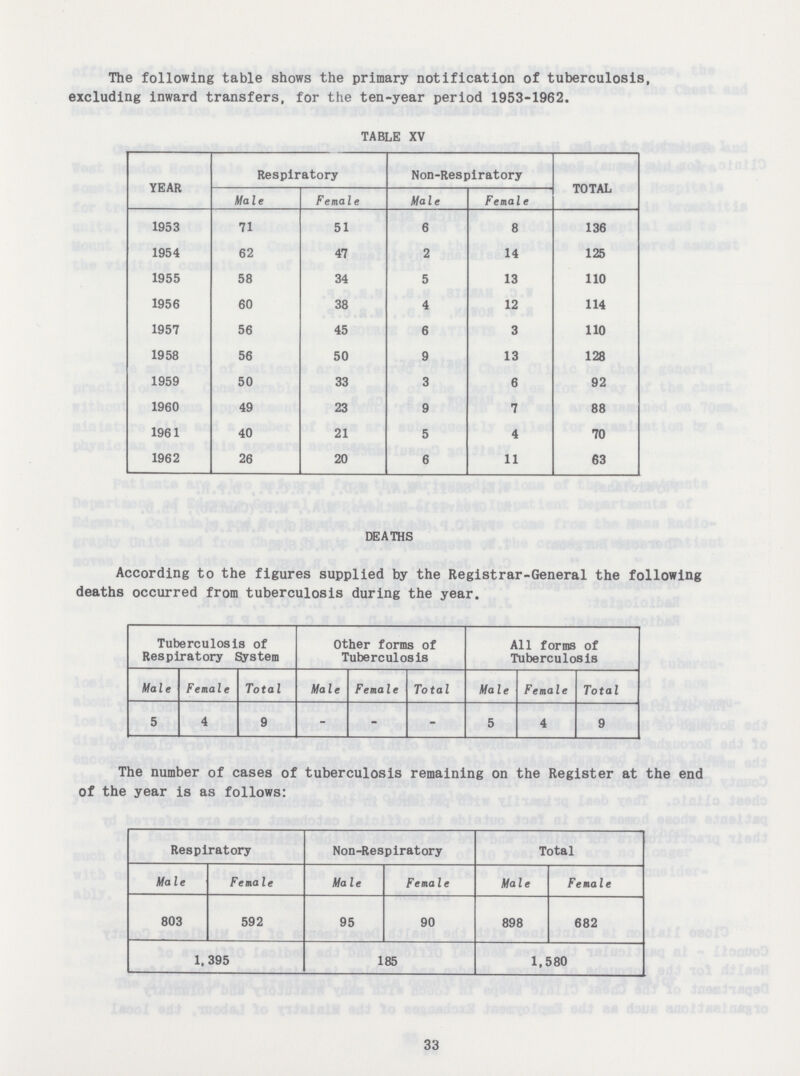 The following table shows the primary notification of tuberculosis,
excluding inward transfers, for the ten-year period 1953-1962.
TABLE XV
YEAR Respiratory Non-Respiratory TOTAL
Male Female Male Female
1953 71 51 6 8 136
1954 62 47 2 14 125
1955 58 34 5 13 110
1956 60 38 4 12 114
1957 56 45 6 3 110
1958 56 50 9 13 128
1959 50 33 3 6 92
1960 49 23 9 7 88
1961 40 21 5 4 70
1962 26 20 6 11 63
DEATHS
According to the figures supplied by the Registrar-General the following
deaths occurred from tuberculosis during the year.
Tuberculosis of Other forms of All forms of
Respiratory System Tuberculosis Tuberculosis
Male Female Total Male Female Total Male Female Total
5 4 9 - - - 5 4 9
The number of cases of tuberculosis remaining on the Register at the end
of the year is as follows:
Respiratory Non-Respiratory Total
Male Female Male Female Male Female
803 592 95 90 898 682
1,395 185 1,580
33